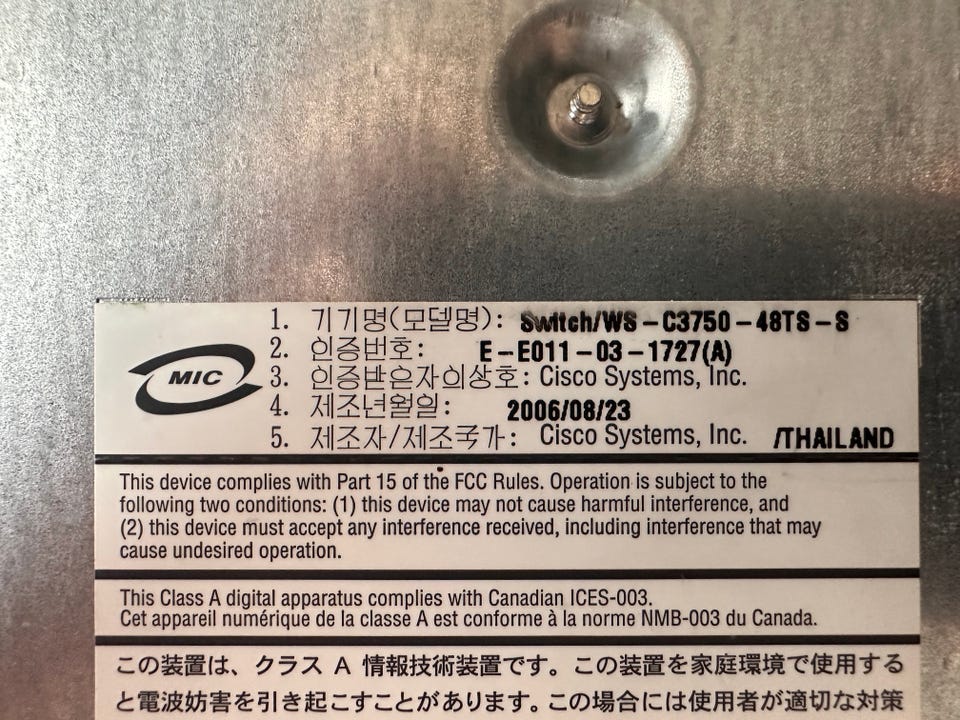 MIC
1. 기기명(모델명): Switch/WS-C3750-48TS-S
2. 인증번호: E-E011-03-1727(A)
3. 인증받은자의상호: Cisco Systems, Inc.
4. 제조년월일: 2006/08/23
5. 제조자/제조국가: Cisco Systems, Inc. /THAILAND
This device complies with Part 15 of the FCC Rules. Operation is subject to the
following two conditions: (1) this device may not cause harmful interference, and
(2) this device must accept any interference received, including interference that may
cause undesired operation.
This Class A digital apparatus complies with Canadian ICES-003.
Cet appareil numérique de la classe A est conforme à la norme NMB-003 du Canada.
この装置は、クラス A 情報技術装置です。この装置を家庭環境で使用する
と電波妨害を引き起こすことがあります。この場合には使用者が適切な対策